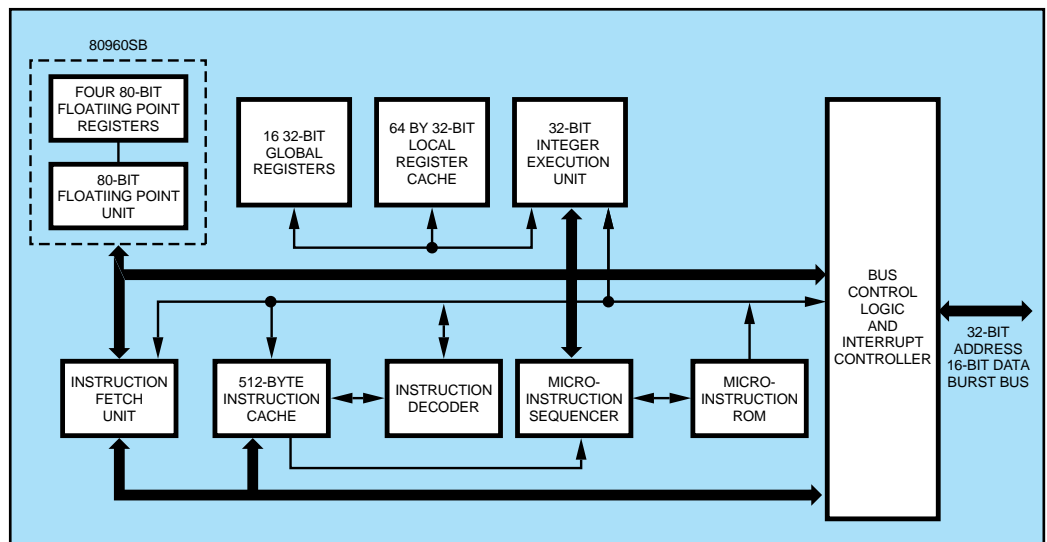 80960SB
FOUR 80-BIT
FLOATIING POINT
REGISTERS
80-BIT
FLOATIING POINT
UNIT
16 32-BIT
GLOBAL
REGISTERS
64 BY 32-BIT
LOCAL
REGISTER
CACHE
32-BIT
INTEGER
EXECUTION
UNIT
BUS
CONTROL
LOGIC
AND
INTERRUPT
CONTROLLER
32-BIT
ADDRESS
16-BIT DATA
BURST BUS
INSTRUCTION
FETCH
UNIT
512-BYTE
INSTRUCTION
CACHE
INSTRUCTION
DECODER
MICRO-
INSTRUCTION
SEQUENCER
MICRO-
INSTRUCTION
ROM